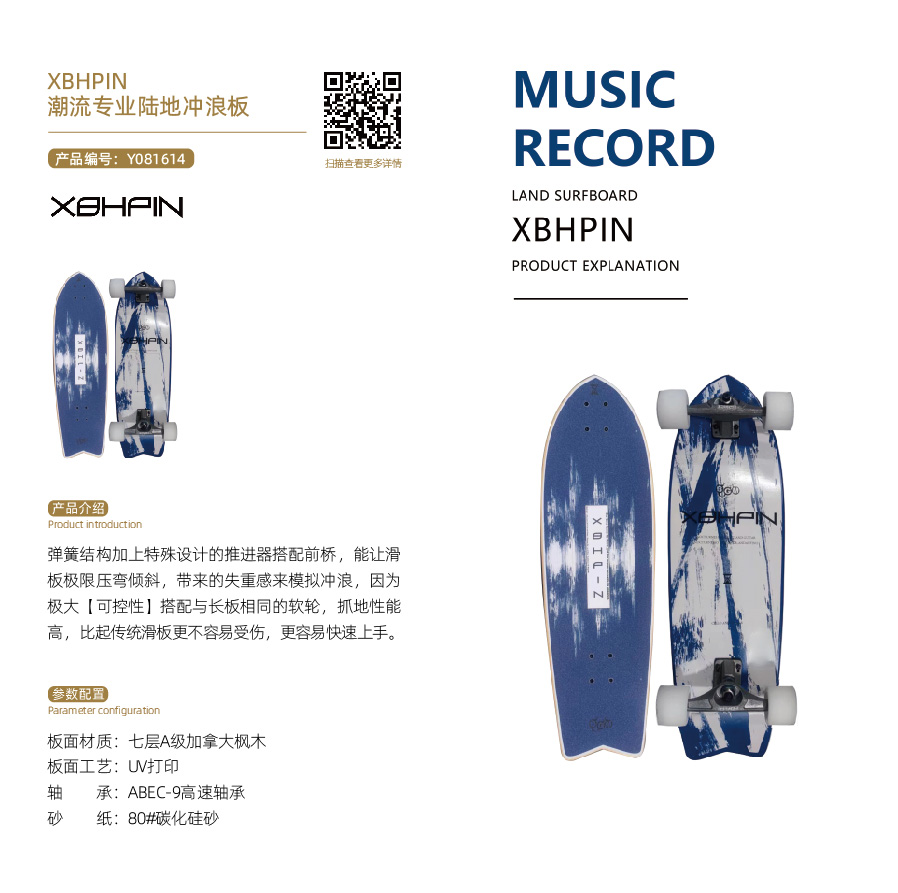 XBHPIN
潮流专业陆地冲浪板
产品编号：Y081614
扫描查看更多详情
XBHPIN
XBHPIN
产品介绍
Product introduction
弹簧结构加上特殊设计的推进器搭配前桥，能让滑
板极限压弯倾斜，带来的失重感来模拟冲浪，因为
极大【可控性】搭配与长板相同的软轮，抓地性能
高，比起传统滑板更不容易受伤，更容易快速上手。
参数配置
Parameter configuration
板面材质：七层A级加拿大枫木
板面工艺：UV打印
轴　　承：ABEC-9高速轴承
砂　　纸：80#碳化硅砂
MUSIC
RECORD
LAND SURFBOARD
XBHPIN
PRODUCT EXPLANATION
XBHPIN
XBHPIN